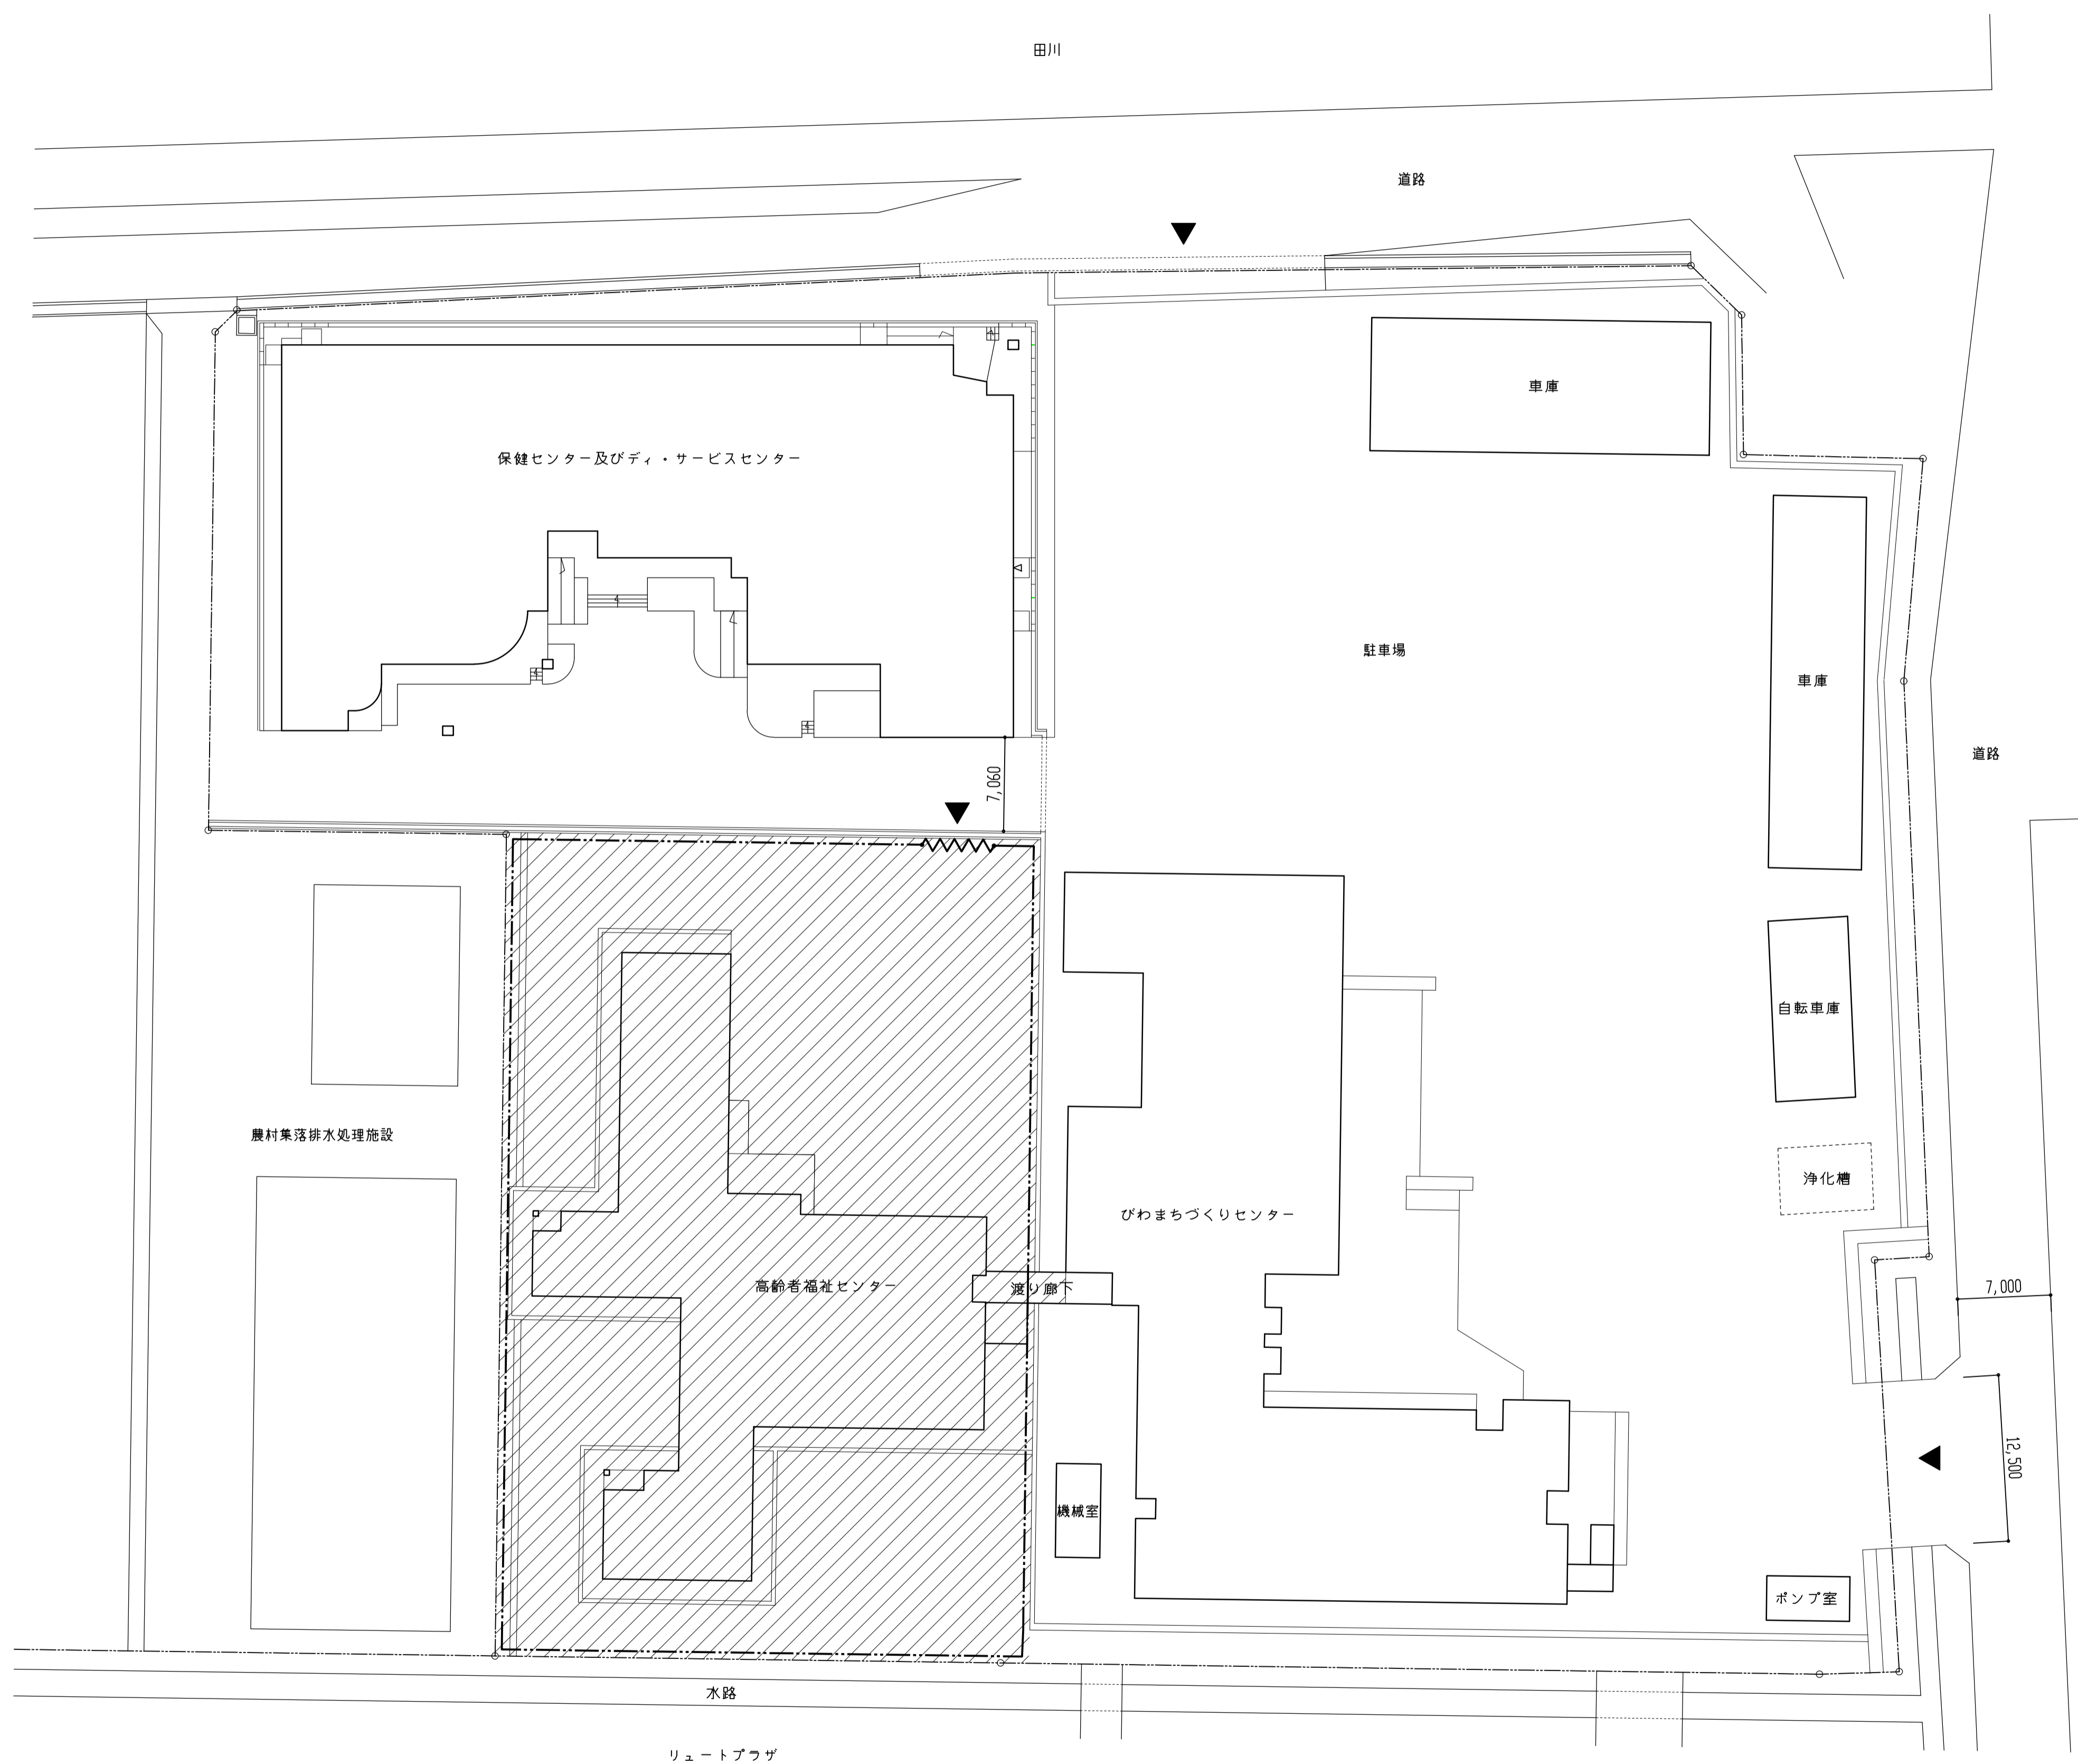 田川
道路
車庫
保健センター及びディ・サービスセンター
駐車場
車庫
道路
7,060
自転車庫
農村集落排水処理施設
浄化槽
びわまちづくりセンター
高齢者福祉センター
渡り廊下
7,000
12,500
機械室
ポンプ室
水路
リュートプラザ